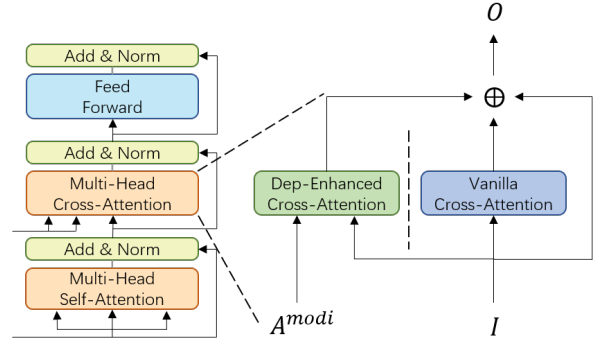 Add & Norm
Feed
Forward
Add & Norm
Multi-Head
Cross-Attention
Add & Norm
Multi-Head
Self-Attention
O
⊕
Dep-Enhanced
Cross-Attention
Vanilla
Cross-Attention
A^{modi}
I